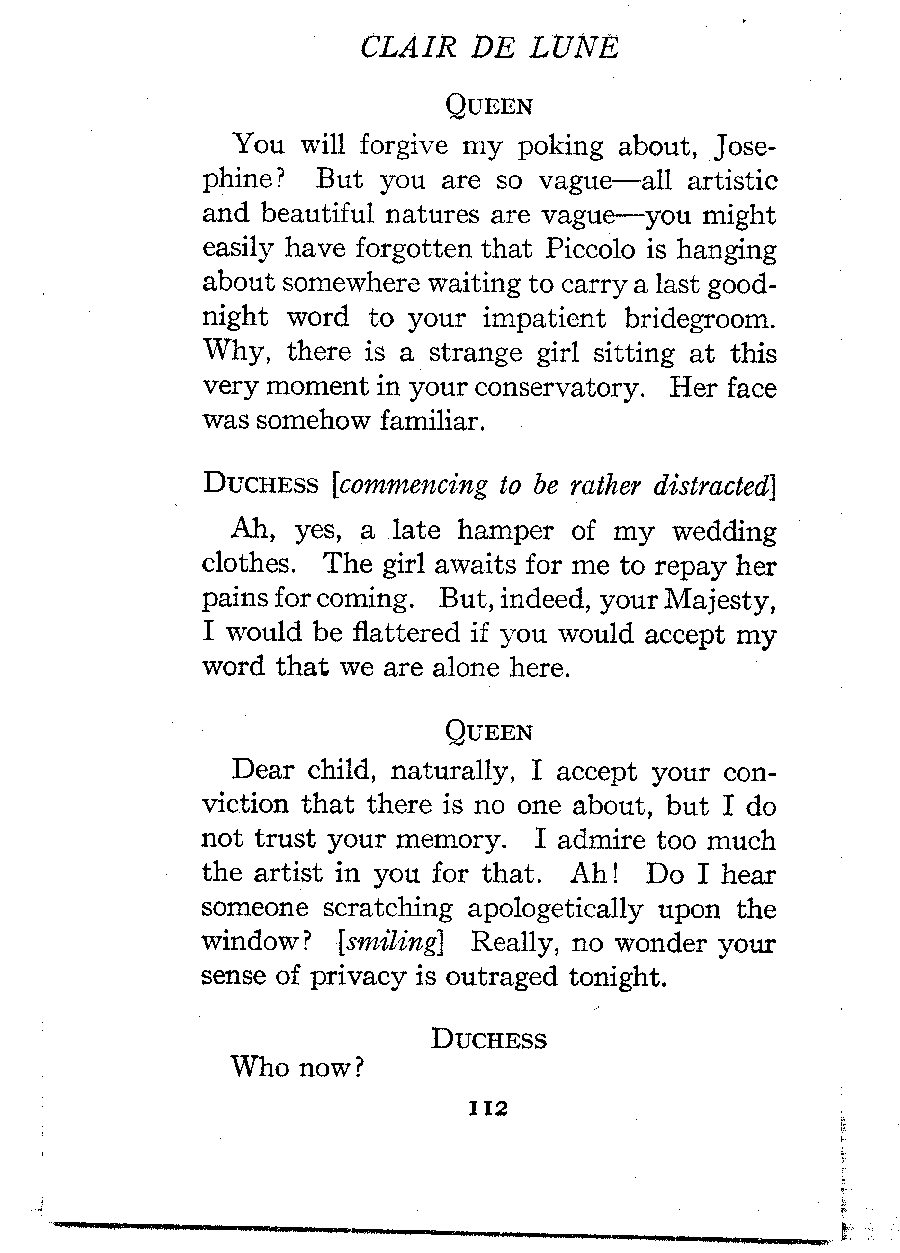 CLAIR DE LUNE
QUEEN
You will forgive my poking about, Jose-
phine? But you are so vague—all artistic
and beautiful natures are vague—you might
easily have forgotten that Piccolo is hanging
about somewhere waiting to carry a last good-
night word to your impatient bridegroom.
Why, there is a strange girl sitting at this
very moment in your conservatory. Her face
was somehow familiar.
DUCHESS [commencing to be rather distracted]
Ah, yes, a late hamper of my wedding
clothes. The girl awaits for me to repay her
pains for coming. But, indeed, your Majesty,
I would be flattered if you would accept my
word that we are alone here.
QUEEN
Dear child, naturally, I accept your con-
viction that there is no one about, but I do
not trust your memory. I admire too much
the artist in you for that. Ah! Do I hear
someone scratching apologetically upon the
window? [smiling] Really, no wonder your
sense of privacy is outraged tonight.
DUCHESS
Who now?
112